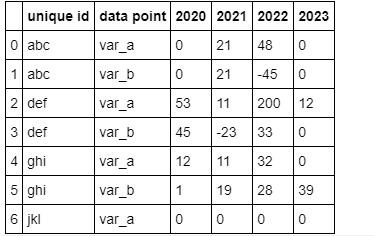 unique id data point 2020 2021 2022 2023
0 abc var_a 0 21 48 0
1 abc var_b 0 21 -45 0
2 def var_a 53 11 200 12
3 def var_b 45 -23 33 0
4 ghi var_a 12 11 32 0
5 ghi var_b 1 19 28 39
6 jkl var_a 0 0 0 0